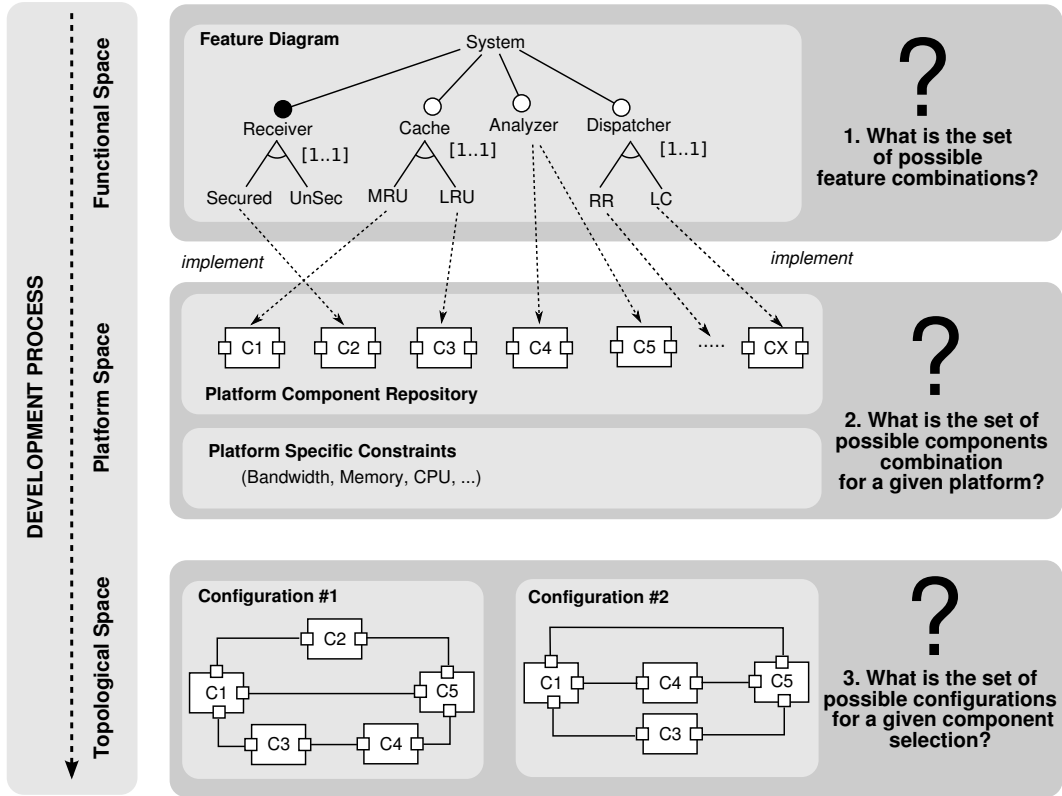 DEVELOPMENT PROCESS
Functional Space
Platform Space
Topological Space
Feature Diagram
System
Receiver
Cache
Analyzer
Dispatcher
[1..1]
[1..1]
[1..1]
Secured
UnSec
MRU
LRU
RR
LC
?
1. What is the set
of possible
feature combinations?
implement
implement
C1
C2
C3
C4
C5
.....
CX
Platform Component Repository
Platform Specific Constraints
(Bandwidth, Memory, CPU, ...)
?
2. What is the set of
possible components
combination
for a given platform?
Configuration #1
C2
C1
C5
C3
C4
Configuration #2
C1
C4
C5
C3
?
3. What is the set of
possible configurations
for a given component
selection?